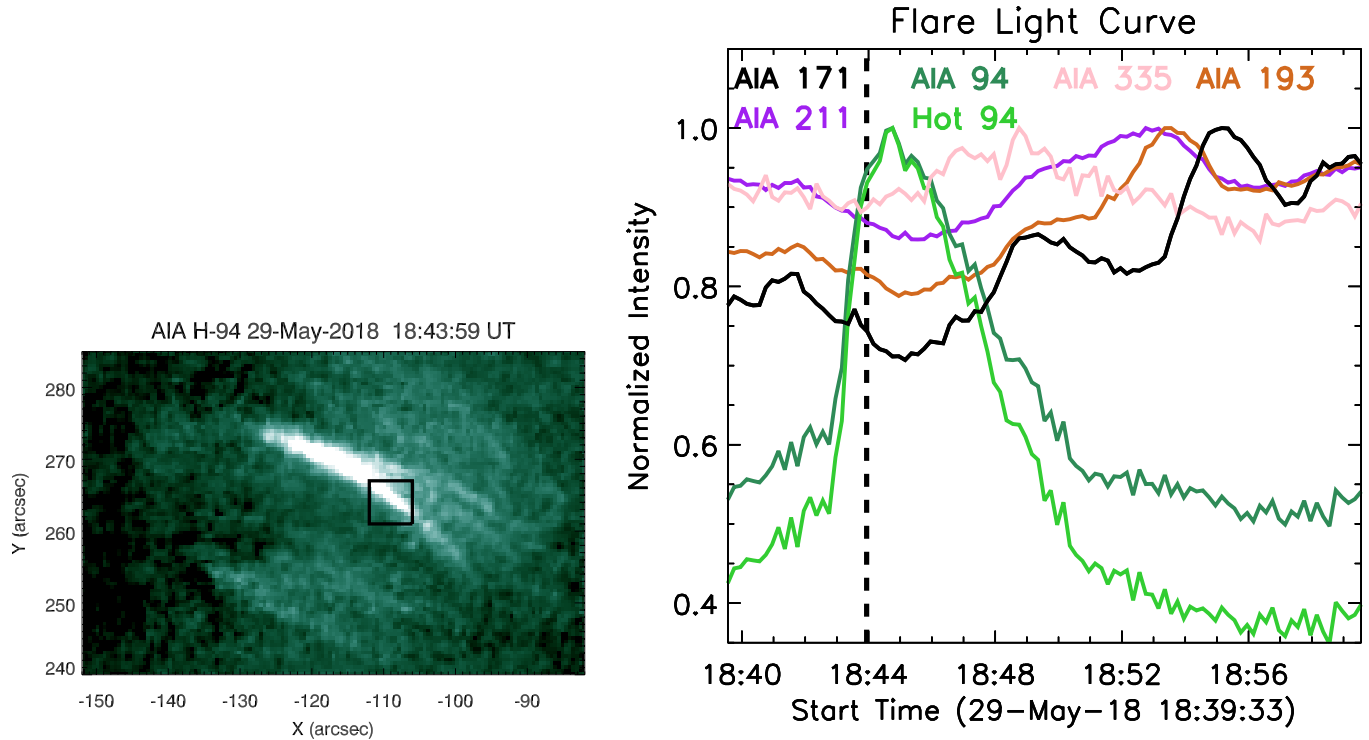 AIA H-94 29-May-2018 18:43:59 UT
280
270
260
250
240
Y (arcsec)
-150 -140 -130 -120 -110 -100 -90
X (arcsec)
Flare Light Curve
AIA 171 AIA 94 AIA 335 AIA 193
AIA 211 Hot 94
1.0
0.8
0.6
0.4
Normalized Intensity
18:40 18:44 18:48 18:52 18:56
Start Time (29-May-18 18:39:33)